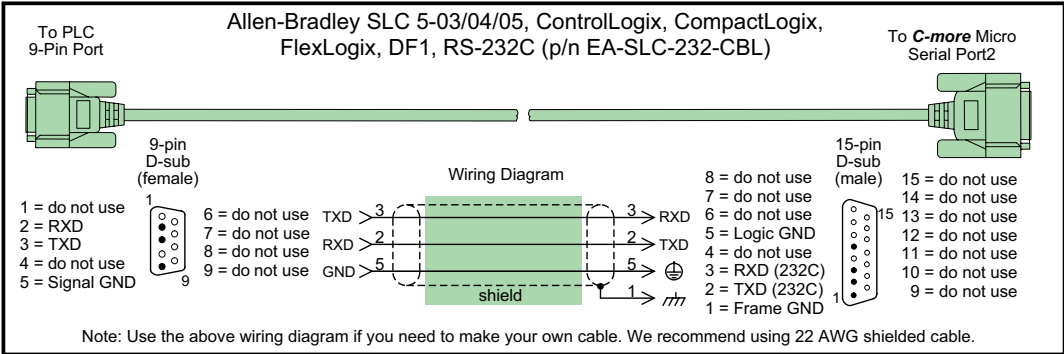 Allen-Bradley SLC 5-03/04/05, ControlLogix, CompactLogix,
FlexLogix, DF1, RS-232C (p/n EA-SLC-232-CBL)
To PLC
9-Pin Port
To C-more Micro
Serial Port2
9-pin
D-sub
(female)
1
9
1 = do not use
2 = RXD
3 = TXD
4 = do not use
5 = Signal GND
6 = do not use
7 = do not use
8 = do not use
9 = do not use
Wiring Diagram
TXD 3 3 RXD
RXD 2 2 TXD
GND 5 5
shield 1
15-pin
D-sub
(male)
15
1
8 = do not use
7 = do not use
6 = do not use
5 = Logic GND
4 = do not use
3 = RXD (232C)
2 = TXD (232C)
1 = Frame GND
15 = do not use
14 = do not use
13 = do not use
12 = do not use
11 = do not use
10 = do not use
9 = do not use
Note: Use the above wiring diagram if you need to make your own cable. We recommend using 22 AWG shielded cable.